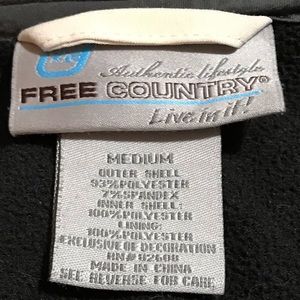 Authentic lifestyle
FREE COUNTRY®
Live in it!
MEDIUM
OUTER SHELL
93%POLYESTER
7%SPANDEX
INNER SHELL:
100%POLYESTER
LINING:
100%POLYESTER
EXCLUSIVE OF DECORATION
RN#82608
MADE IN CHINA
SEE REVERSE FOR CARE